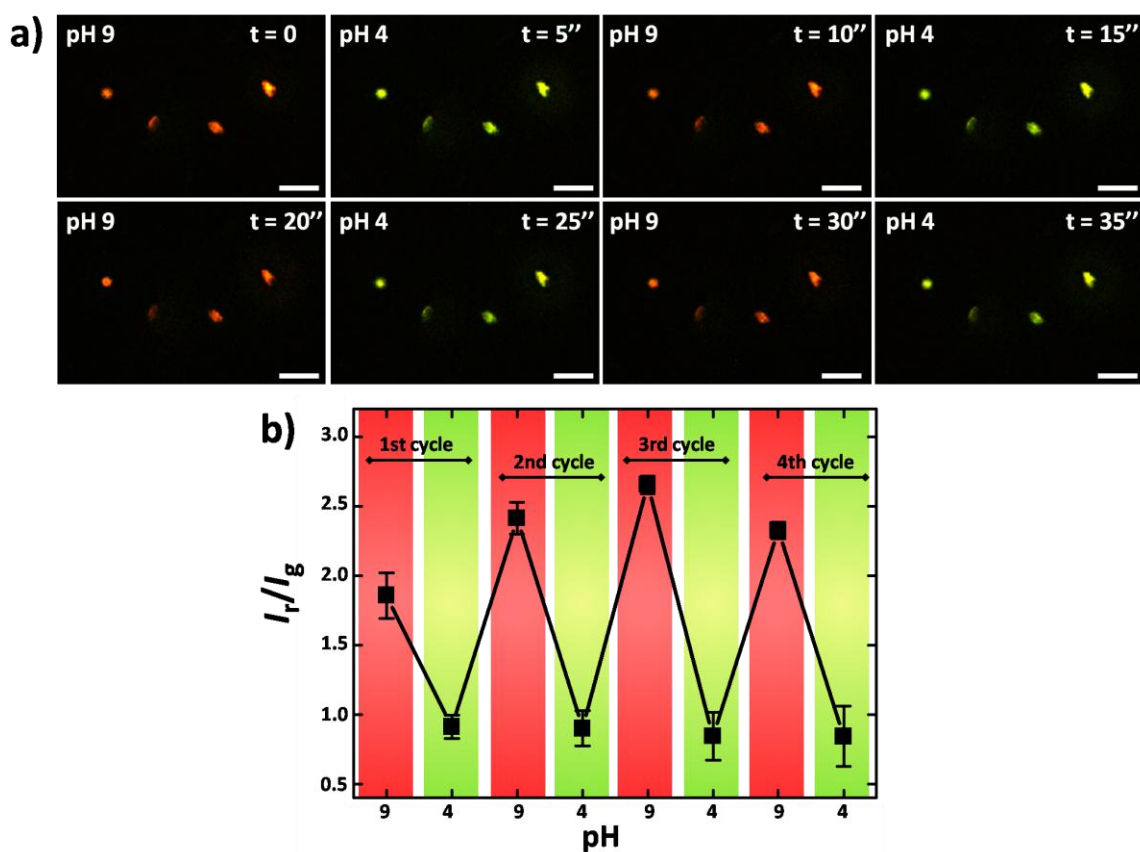 a)
pH 9 t = 0
pH 4 t = 5’’
pH 9 t = 10’’
pH 4 t = 15’’
pH 9 t = 20’’
pH 4 t = 25’’
pH 9 t = 30’’
pH 4 t = 35’’
b)
3.0
2.5
2.0
1.5
1.0
0.5
Ir/Ig
1st cycle
2nd cycle
3rd cycle
4th cycle
9 4 9 4 9 4 9 4
pH